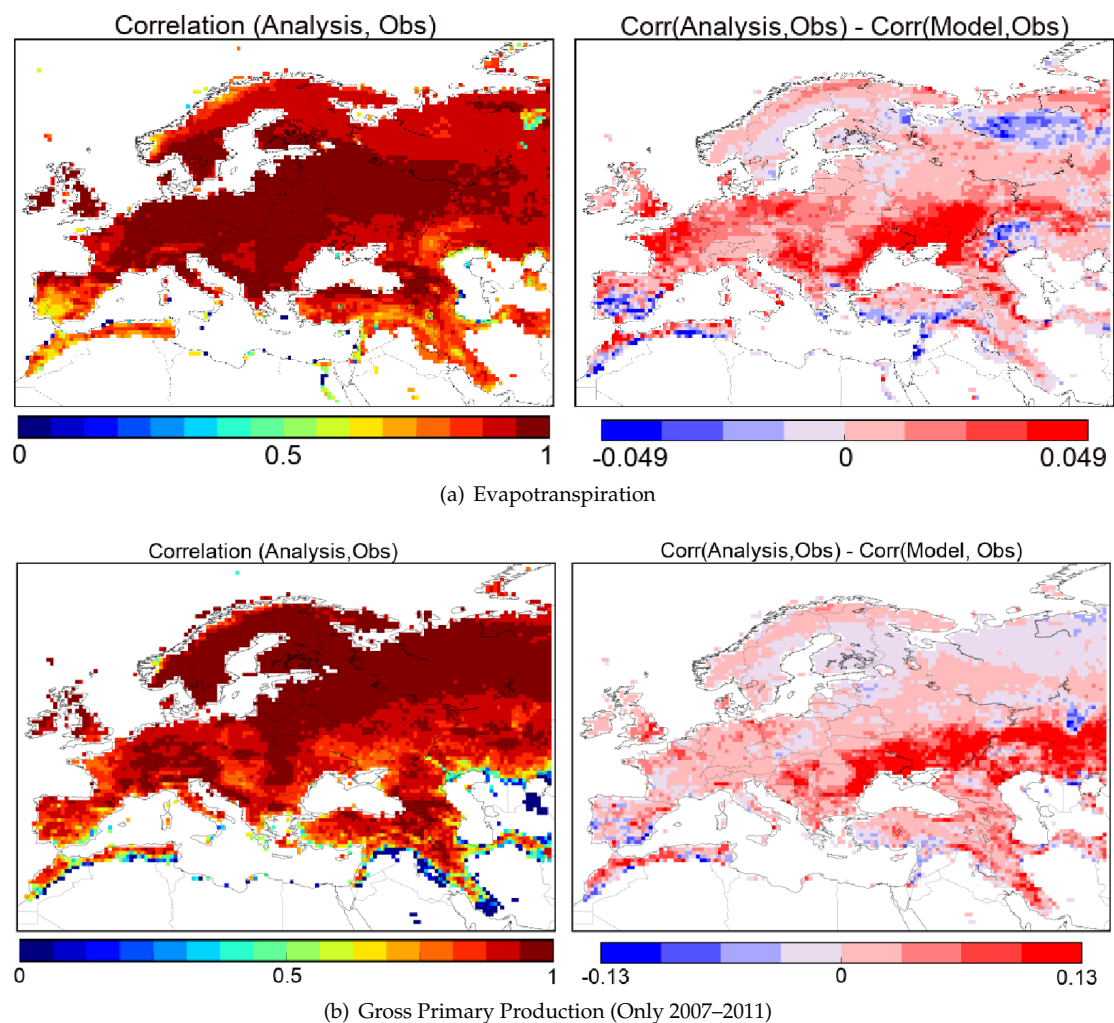 Correlation (Analysis, Obs)
Corr(Analysis,Obs) - Corr(Model,Obs)
0 0.5 1
-0.049 0 0.049
(a) Evapotranspiration
Correlation (Analysis,Obs)
Corr(Analysis,Obs) - Corr(Model, Obs)
0 0.5 1
-0.13 0 0.13
(b) Gross Primary Production (Only 2007–2011)